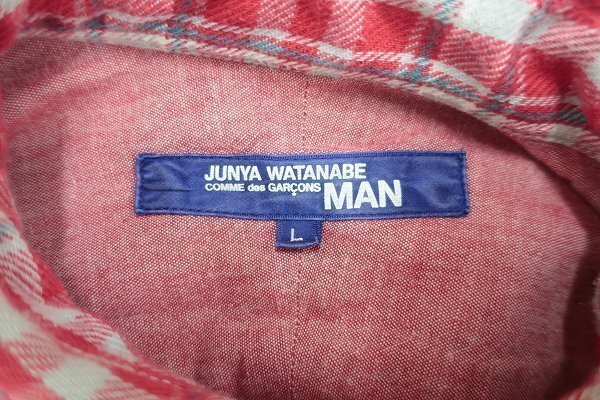 JUNYA WATANABE
COMME des GARÇONS MAN
L